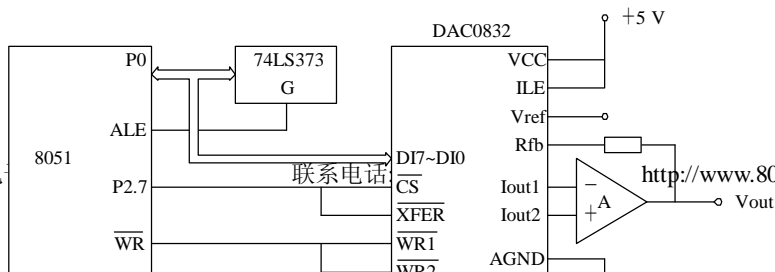 DAC0832
+5 V
P0
74LS373
G
VCC
ILE
Vref
ALE
Rfb
8051
DI7~DI0
联系电话:
http://www.80
P2.7
CS
Iout1
−
A
Vout
XFER
Iout2
+
WR
WR1
AGND
WR2